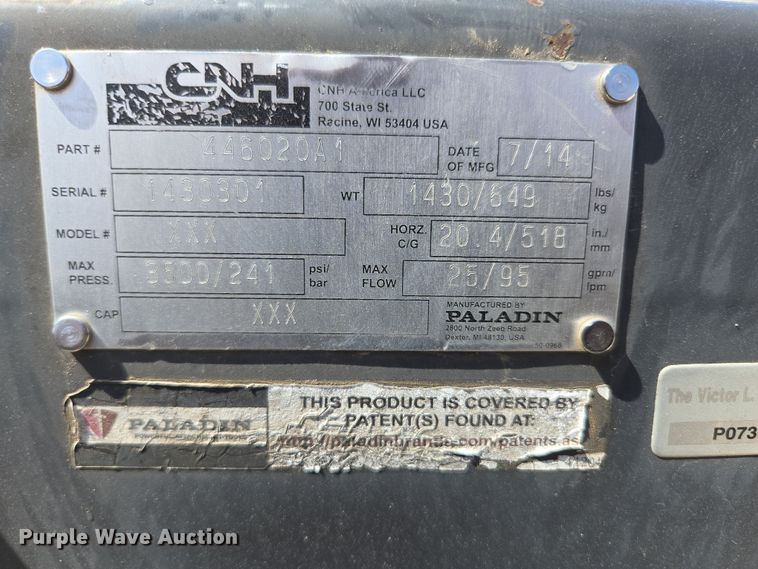 CNH
CNH America LLC
700 State St.
Racine, WI 53404 USA
PART # 446020A1 DATE OF MFG 7/14
SERIAL # 1430301 WT 1430/649 lbs/ kg
MODEL # XXX HORZ. C/G 20.4/518 in./ mm
MAX PRESS. 3500/241 psi/ bar MAX FLOW 25/95 gpm/ lpm
CAP XXX
MANUFACTURED BY
PALADIN
2800 North Zeeb Road
Dexter, MI 48130, USA
50-0968
PALADIN
THIS PRODUCT IS COVERED BY
PATENT(S) FOUND AT:
The Victor L.
P073
Purple Wave Auction